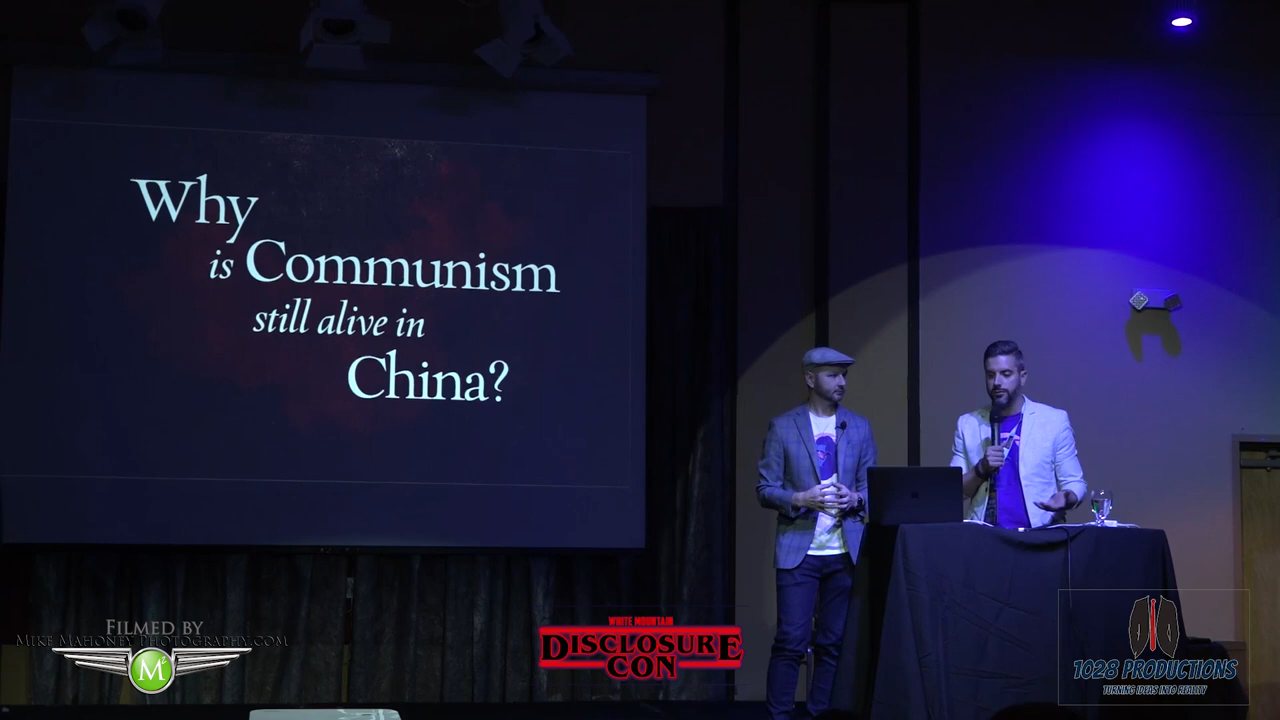 Why
is Communism
still alive in
China?
FILMED BY
MIKE MAHONEY PHOTOGRAPHY.COM
M
WHITE MOUNTAIN
DISCLOSURE
CON
1028 PRODUCTIONS
TURNING IDEAS INTO REALITY